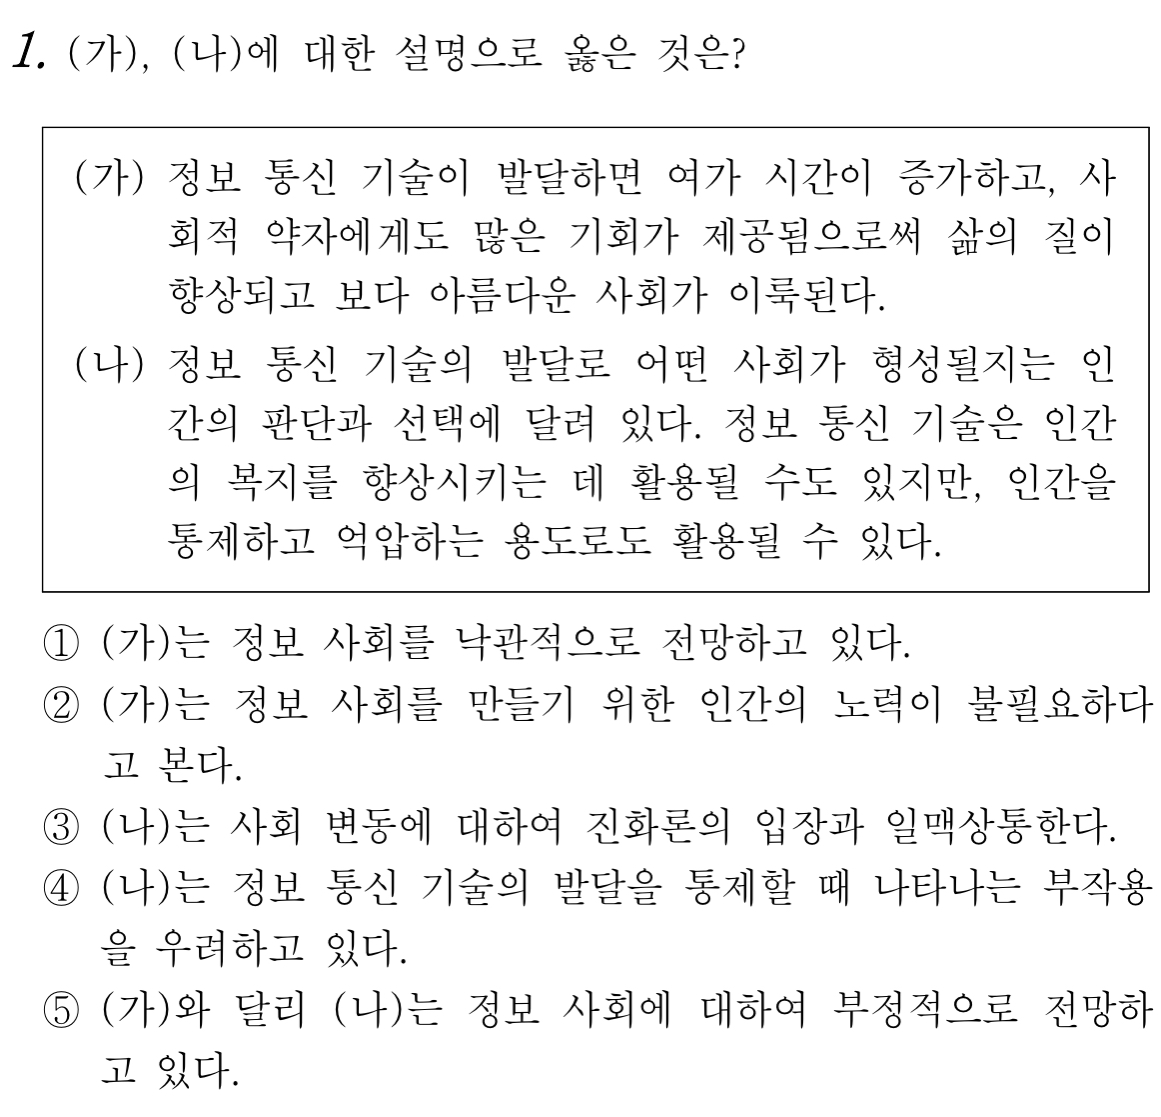 1. (가), (나)에 대한 설명으로 옳은 것은?
(가) 정보 통신 기술이 발달하면 여가 시간이 증가하고, 사
회적 약자에게도 많은 기회가 제공됨으로써 삶의 질이
향상되고 보다 아름다운 사회가 이룩된다.
(나) 정보 통신 기술의 발달로 어떤 사회가 형성될지는 인
간의 판단과 선택에 달려 있다. 정보 통신 기술은 인간
의 복지를 향상시키는 데 활용될 수도 있지만, 인간을
통제하고 억압하는 용도로도 활용될 수 있다.
① (가)는 정보 사회를 낙관적으로 전망하고 있다.
② (가)는 정보 사회를 만들기 위한 인간의 노력이 불필요하다
고 본다.
③ (나)는 사회 변동에 대하여 진화론의 입장과 일맥상통한다.
④ (나)는 정보 통신 기술의 발달을 통제할 때 나타나는 부작용
을 우려하고 있다.
⑤ (가)와 달리 (나)는 정보 사회에 대하여 부정적으로 전망하
고 있다.